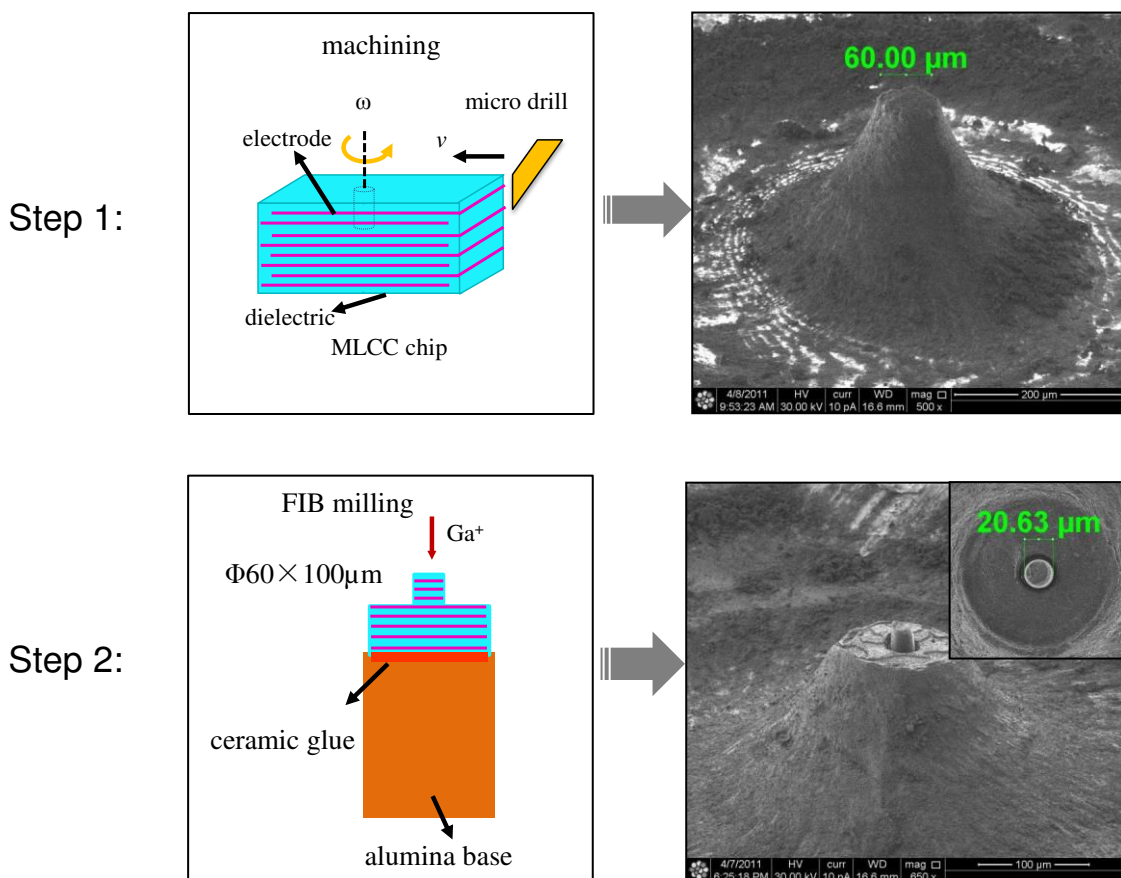 Step 1:
machining
ω
micro drill
electrode
v
dielectric
MLCC chip
60.00 µm
4/8/2011 HV curr WD mag □ 200 µm
9:53:23 AM 30.00 kV 10 pA 16.6 mm 500 x
Step 2:
FIB milling
Ga⁺
Φ60×100µm
ceramic glue
alumina base
20.63 µm
4/7/2011 HV curr WD mag □ 100 µm
6:25:18 PM 30.00 kV 10 pA 16.6 mm 650 x